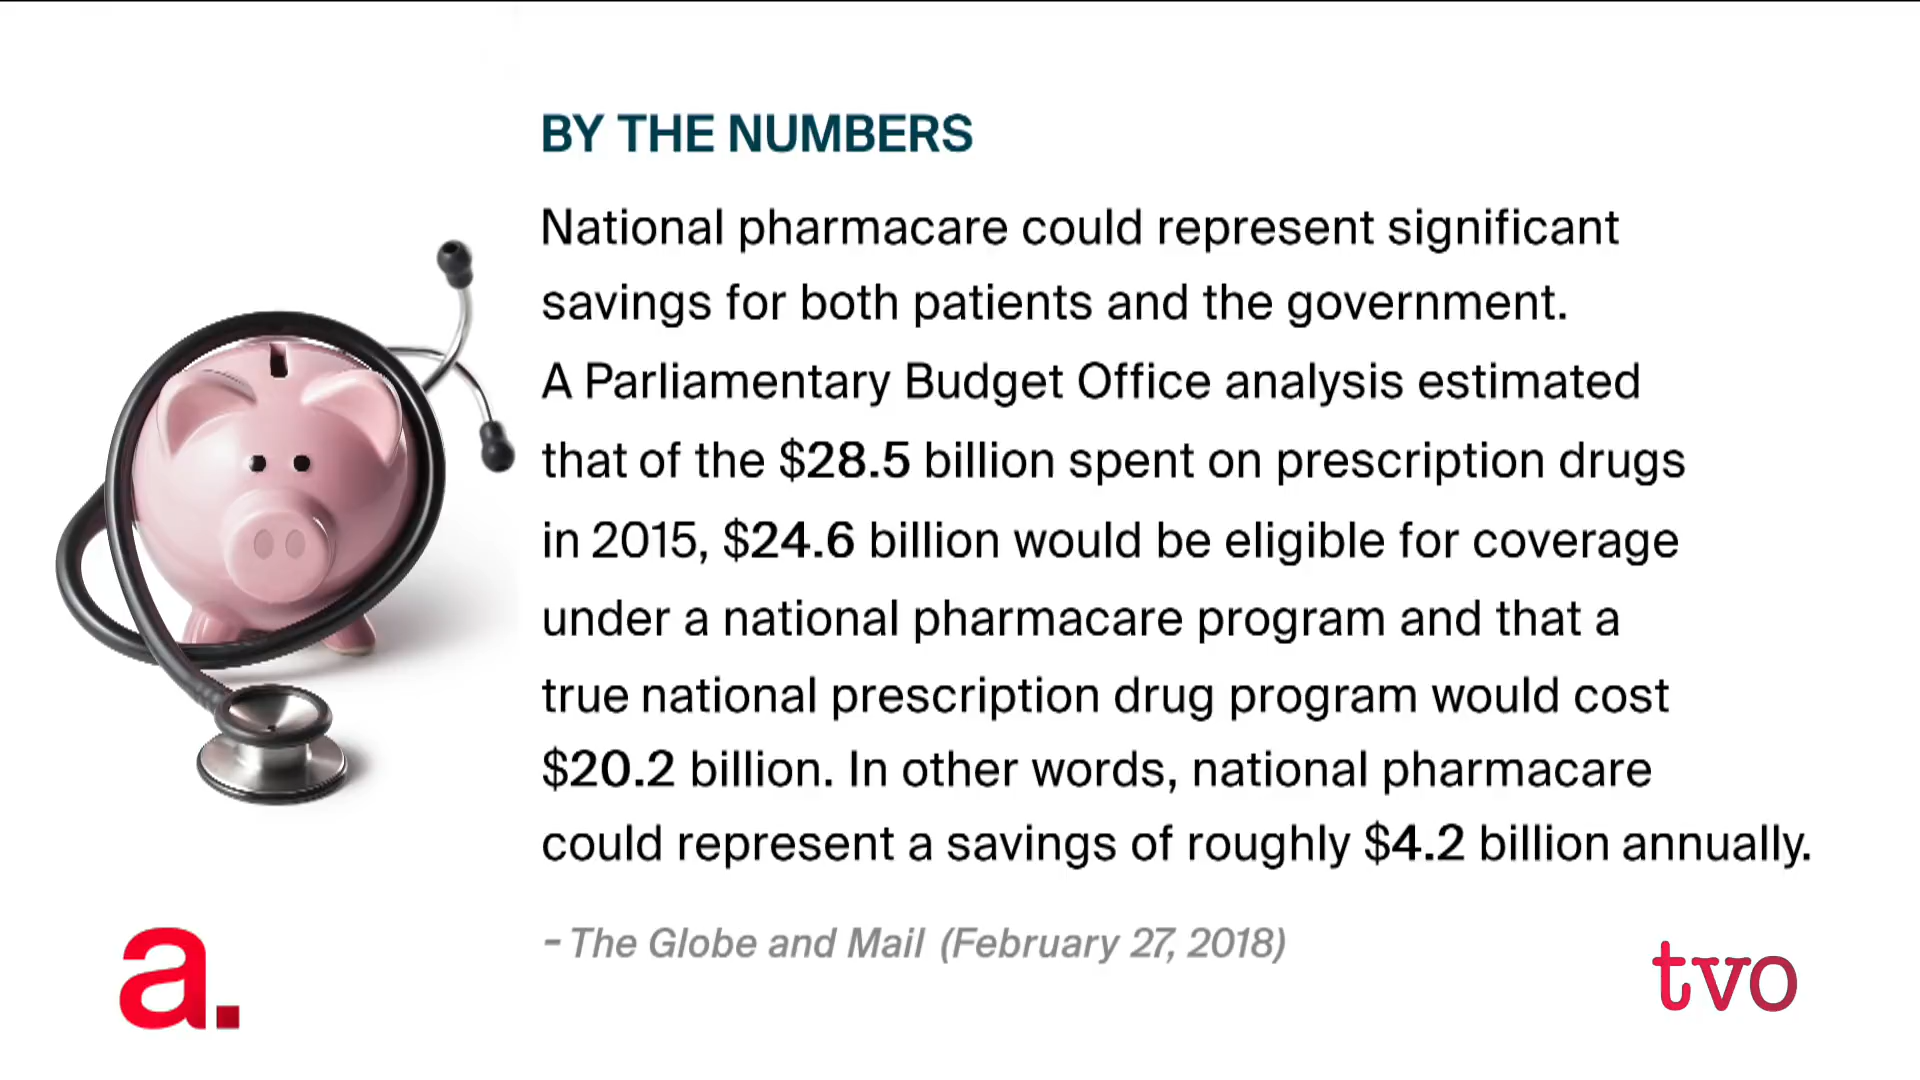 BY THE NUMBERS
National pharmacare could represent significant
savings for both patients and the government.
A Parliamentary Budget Office analysis estimated
that of the $28.5 billion spent on prescription drugs
in 2015, $24.6 billion would be eligible for coverage
under a national pharmacare program and that a
true national prescription drug program would cost
$20.2 billion. In other words, national pharmacare
could represent a savings of roughly $4.2 billion annually.
– The Globe and Mail (February 27, 2018)
a.
tvo